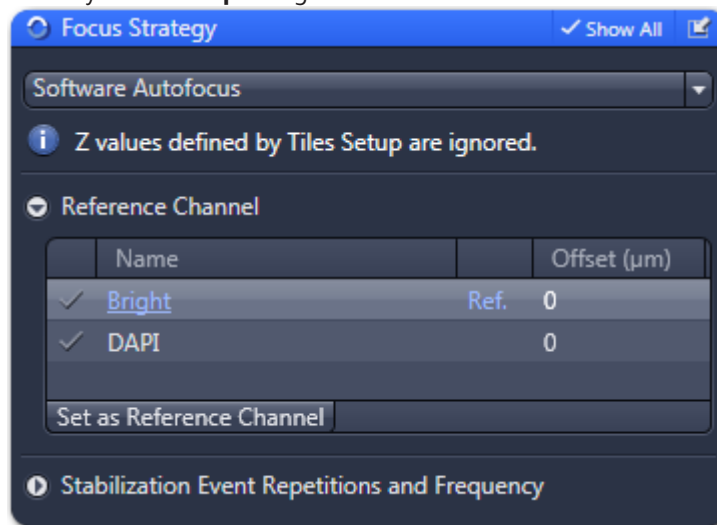 Focus Strategy ✓ Show All
Software Autofocus
Z values defined by Tiles Setup are ignored.
Reference Channel
Name Offset (µm)
Bright Ref. 0
DAPI 0
Set as Reference Channel
Stabilization Event Repetitions and Frequency